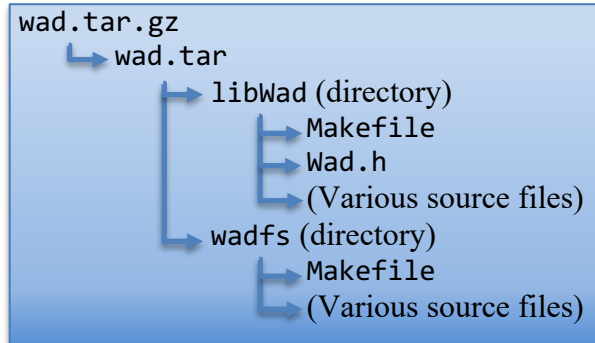 wad.tar.gz
wad.tar
libWad (directory)
Makefile
Wad.h
(Various source files)
wadfs (directory)
Makefile
(Various source files)